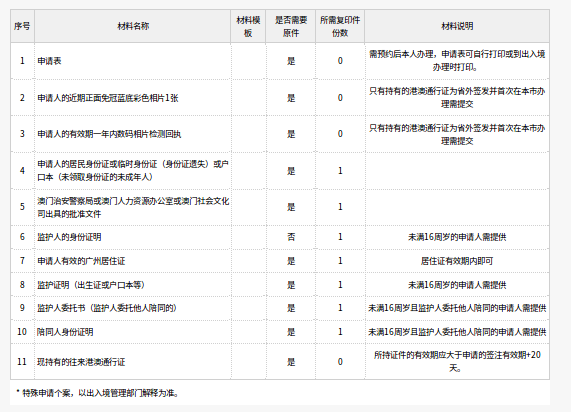 序号 材料名称 材料模板 是否需要原件 所需复印件份数 材料说明
1 申请表 是 0 需预约后本人办理，申请表可自行打印或到出入境办理时打印。
2 申请人的近期正面免冠蓝底彩色相片1张 是 0 只有持有的港澳通行证为省外签发并首次在本市办理需提交
3 申请人的有效期一年内数码相片检测回执 是 0 只有持有的港澳通行证为省外签发并首次在本市办理需提交
4 申请人的居民身份证或临时身份证（身份证遗失）或户口本（未领取身份证的未成年人） 是 1
5 澳门治安警察局或澳门人力资源办公室或澳门社会文化司出具的批准文件 是 1
6 监护人的身份证明 否 1 未满16周岁的申请人需提供
7 申请人有效的广州居住证 是 1 居住证有效期内即可
8 监护证明（出生证或户口本等） 是 1 未满16周岁的申请人需提供
9 监护人委托书（监护人委托他人陪同的） 是 1 未满16周岁且监护人委托他人陪同的申请人需提供
10 陪同人身份证明 是 1 未满16周岁且监护人委托他人陪同的申请人需提供
11 现持有的往来港澳通行证 是 0 所持证件的有效期应大于申请的签注有效期+20天。
* 特殊申请个案，以出入境管理部门解释为准。